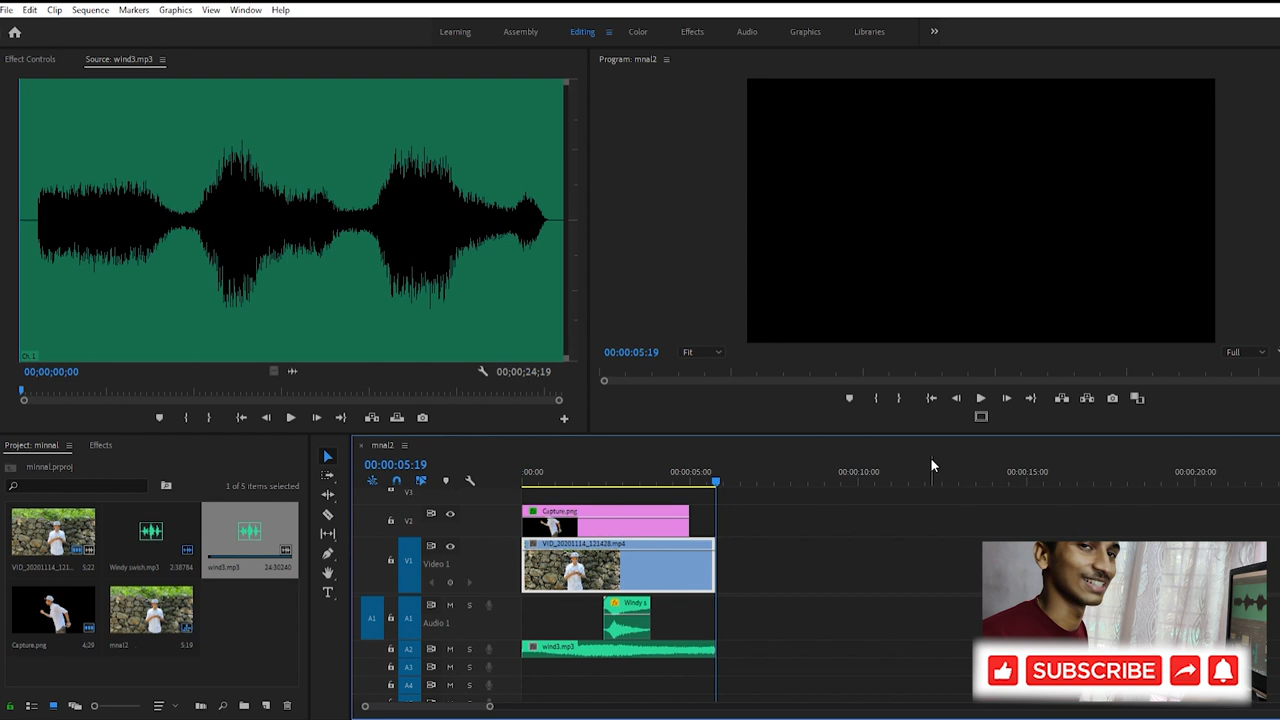 File Edit Clip Sequence Markers Graphics View Window Help
Learning Assembly Editing Color Effects Audio Graphics Libraries
Effect Controls Source: wind3.mp3 Program: mnal2
Ch. 1
00;00;00;00 00;00;24;19 00:00:05:19 Fit Full
Project: minnal Effects
minnal.prproj
1 of 5 items selected
VID_20201114_121... 5;22 Windy swish.mp3 2:38784 wind3.mp3 24:30240
Capture.png 4;29 mnal2 5;19
mnal2
00:00:05:19 :00:00 00:00:05:00 00:00:10:00 00:00:15:00 00:00:20:00
V3
V2 Capture.png
V1 Video 1 VID_20201114_121428.mp4
A1 A1 M S Audio 1 Windy s
A2 M S wind3.mp3
A3 M S
A4 M S
SUBSCRIBE